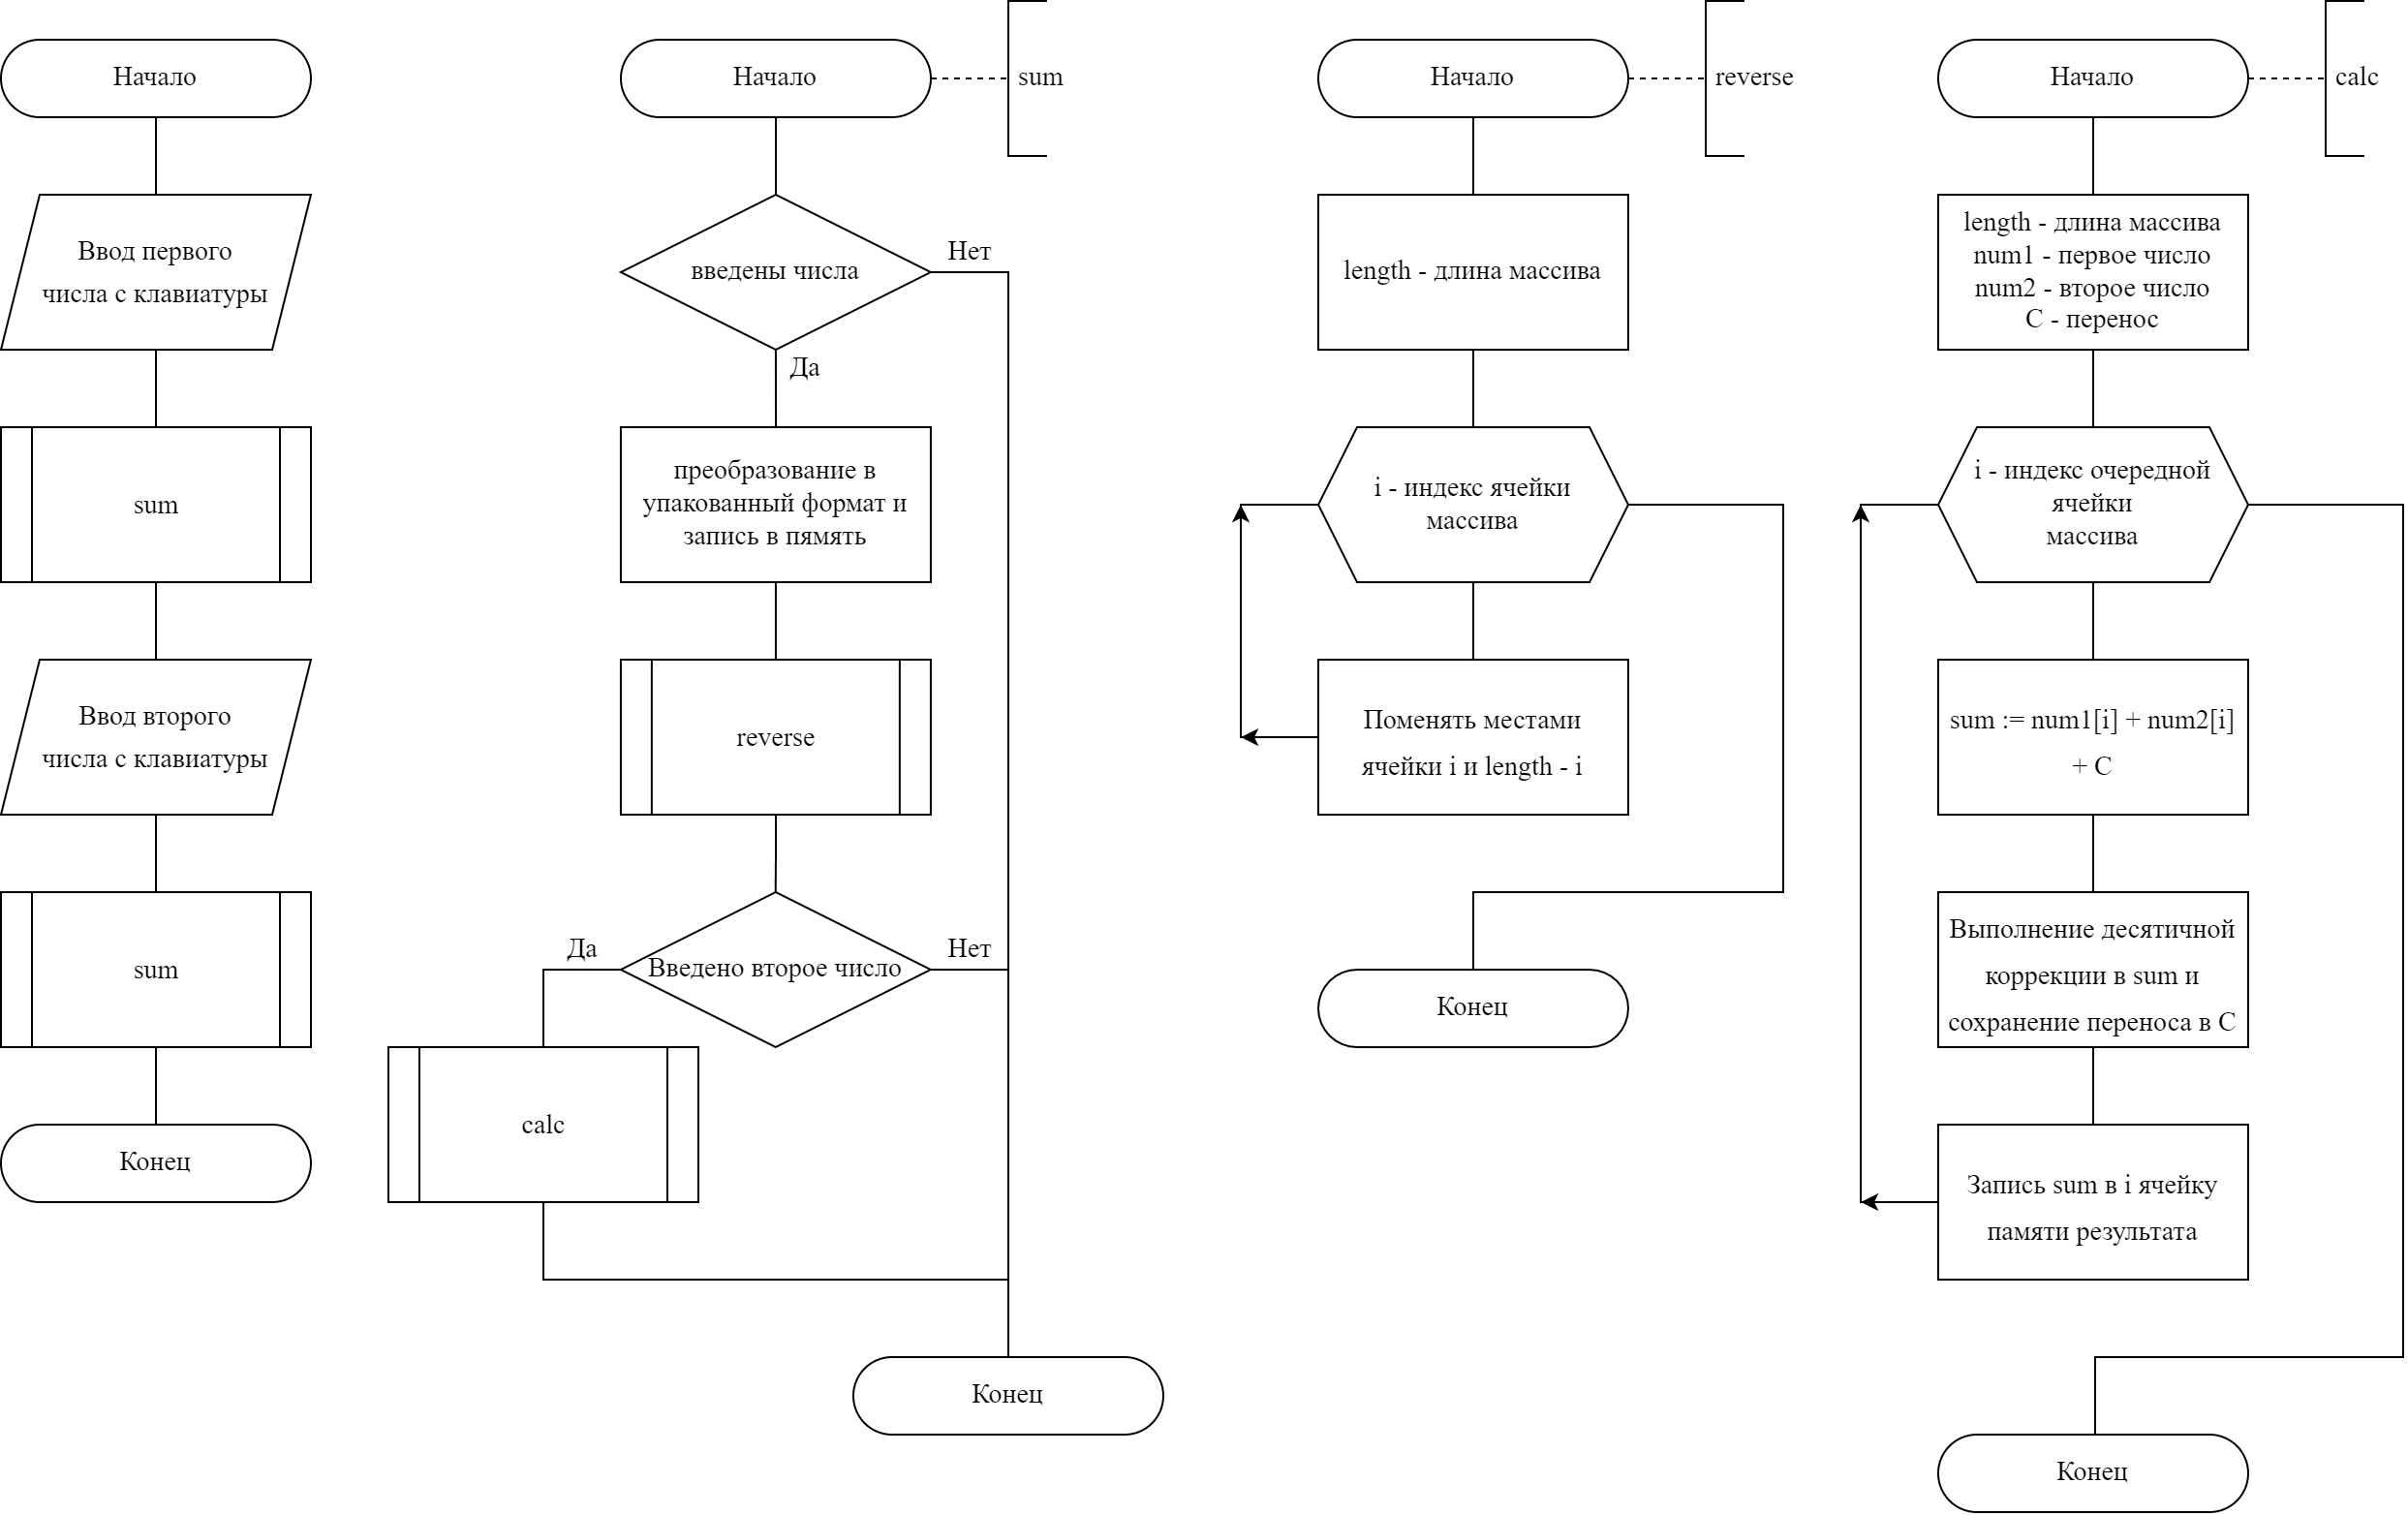 Начало
Ввод первого
числа с клавиатуры
sum
Ввод второго
числа с клавиатуры
sum
Конец
Начало
sum
введены числа
Нет
Да
преобразование в
упакованный формат и
запись в пямять
reverse
Введено второе число
Да
Нет
calc
Конец
Начало
reverse
length - длина массива
i - индекс ячейки
массива
Поменять местами
ячейки i и length - i
Конец
Начало
calc
length - длина массива
num1 - первое число
num2 - второе число
C - перенос
i - индекс очередной
ячейки
массива
sum := num1[i] + num2[i]
+ C
Выполнение десятичной
коррекции в sum и
сохранение переноса в C
Запись sum в i ячейку
памяти результата
Конец